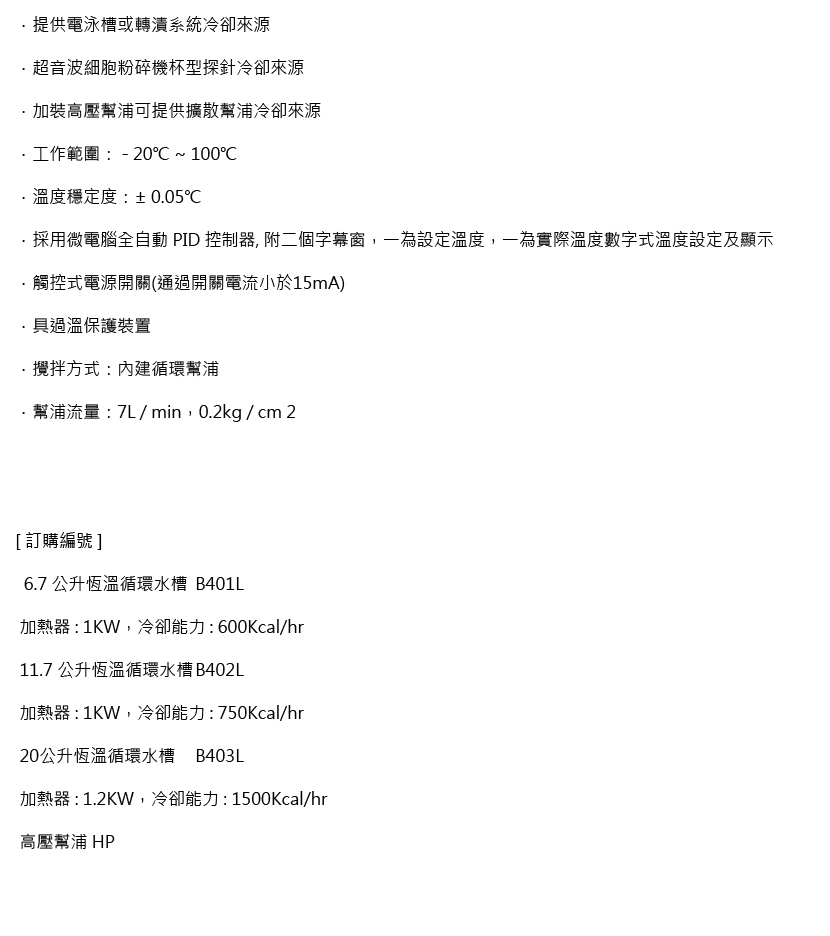 ．提供電泳槽或轉漬系統冷卻來源
．超音波細胞粉碎機杯型探針冷卻來源
．加裝高壓幫浦可提供擴散幫浦冷卻來源
．工作範圍： - 20℃ ~ 100℃
．溫度穩定度：± 0.05℃
．採用微電腦全自動 PID 控制器, 附二個字幕窗，一為設定溫度，一為實際溫度數字式溫度設定及顯示
．觸控式電源開關(通過開關電流小於15mA)
．具過溫保護裝置
．攪拌方式：內建循環幫浦
．幫浦流量：7L / min，0.2kg / cm 2
[ 訂購編號 ]
6.7 公升恆溫循環水槽 B401L
加熱器 : 1KW，冷卻能力 : 600Kcal/hr
11.7 公升恆溫循環水槽 B402L
加熱器 : 1KW，冷卻能力 : 750Kcal/hr
20公升恆溫循環水槽 B403L
加熱器 : 1.2KW，冷卻能力 : 1500Kcal/hr
高壓幫浦 HP